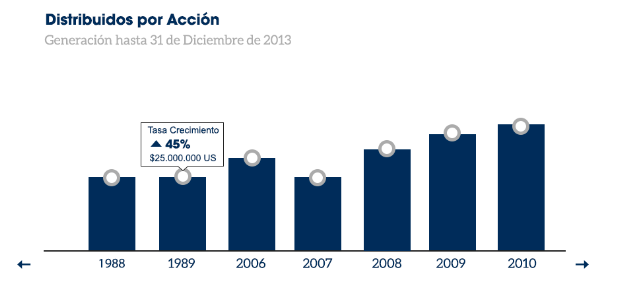 Distribuidos por Acción
Generación hasta 31 de Diciembre de 2013
Tasa Crecimiento
45%
$25.000.000 US
1988 1989 2006 2007 2008 2009 2010